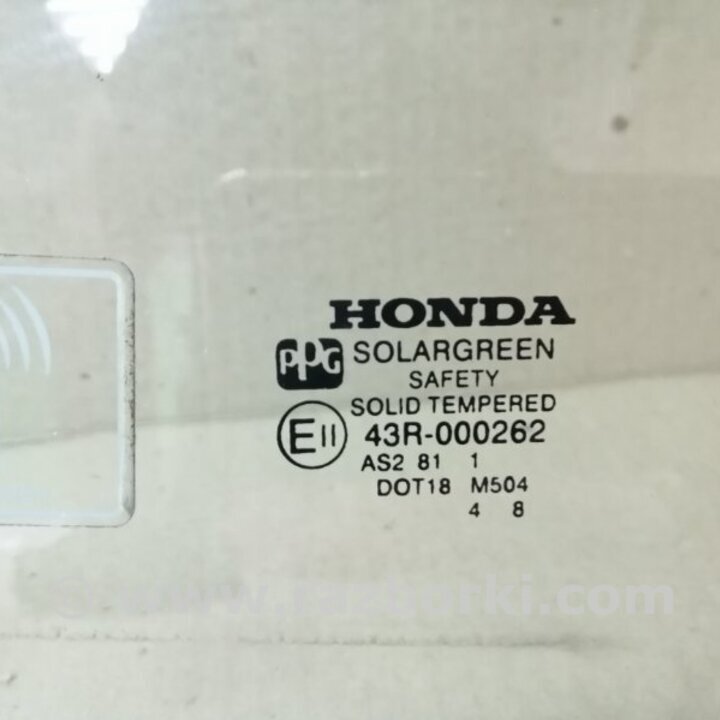 HONDA
PPG SOLARGREEN
SAFETY
SOLID TEMPERED
E11 43R-000262
AS2 81 1
DOT18 M504
4 8
© www.razborki.com